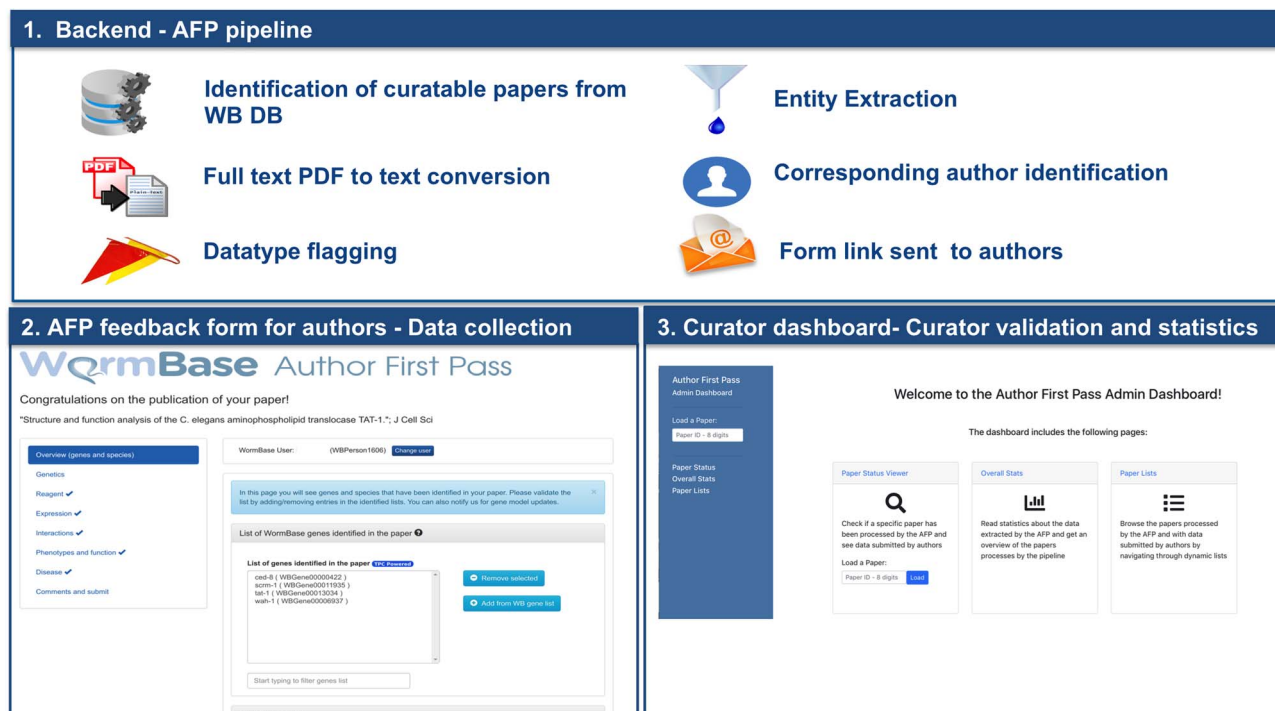 1. Backend - AFP pipeline
Identification of curatable papers from
WB DB
Entity Extraction
PDF
Plain-text
Full text PDF to text conversion
Corresponding author identification
Datatype flagging
@
Form link sent to authors
2. AFP feedback form for authors - Data collection
WormBase Author First Pass
Congratulations on the publication of your paper!
"Structure and function analysis of the C. elegans aminophospholipid translocase TAT-1."; J Cell Sci
Overview (genes and species)
Genetics
Reagent ✔
Expression ✔
Interactions ✔
Phenotypes and function ✔
Disease ✔
Comments and submit
WormBase User: (WBPerson1606) Change user
In this page you will see genes and species that have been identified in your paper. Please validate the
list by adding/removing entries in the identified lists. You can also notify us for gene model updates.
×
List of WormBase genes identified in the paper ?
List of genes identified in the paper TPC Powered
ced-8 ( WBGene00000422 )
scrm-1 ( WBGene00011935 )
tat-1 ( WBGene00013034 )
wah-1 ( WBGene00006937 )
Remove selected
Add from WB gene list
Start typing to filter genes list
3. Curator dashboard- Curator validation and statistics
Author First Pass
Admin Dashboard
Load a Paper:
Paper ID - 8 digits
Paper Status
Overall Stats
Paper Lists
Welcome to the Author First Pass Admin Dashboard!
The dashboard includes the following pages:
Paper Status Viewer
Check if a specific paper has
been processed by the AFP and
see data submitted by authors
Load a Paper:
Paper ID - 8 digits Load
Overall Stats
Read statistics about the data
extracted by the AFP and get an
overview of the papers
processes by the pipeline
Paper Lists
Browse the papers processed
by the AFP and with data
submitted by authors by
navigating through dynamic lists